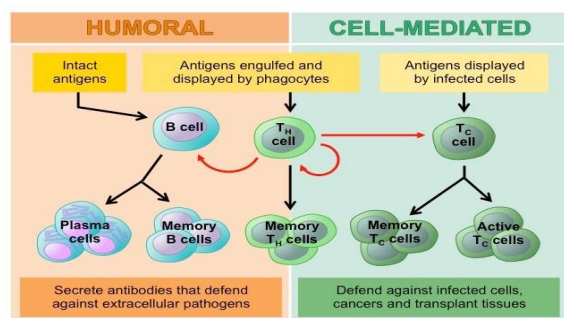 HUMORAL
CELL-MEDIATED
Intact
antigens
Antigens engulfed and
displayed by phagocytes
Antigens displayed
by infected cells
B cell
TH
cell
TC
cell
Plasma
cells
Memory
B cells
Memory
TH cells
Memory
TC cells
Active
TC cells
Secrete antibodies that defend
against extracellular pathogens
Defend against infected cells,
cancers and transplant tissues